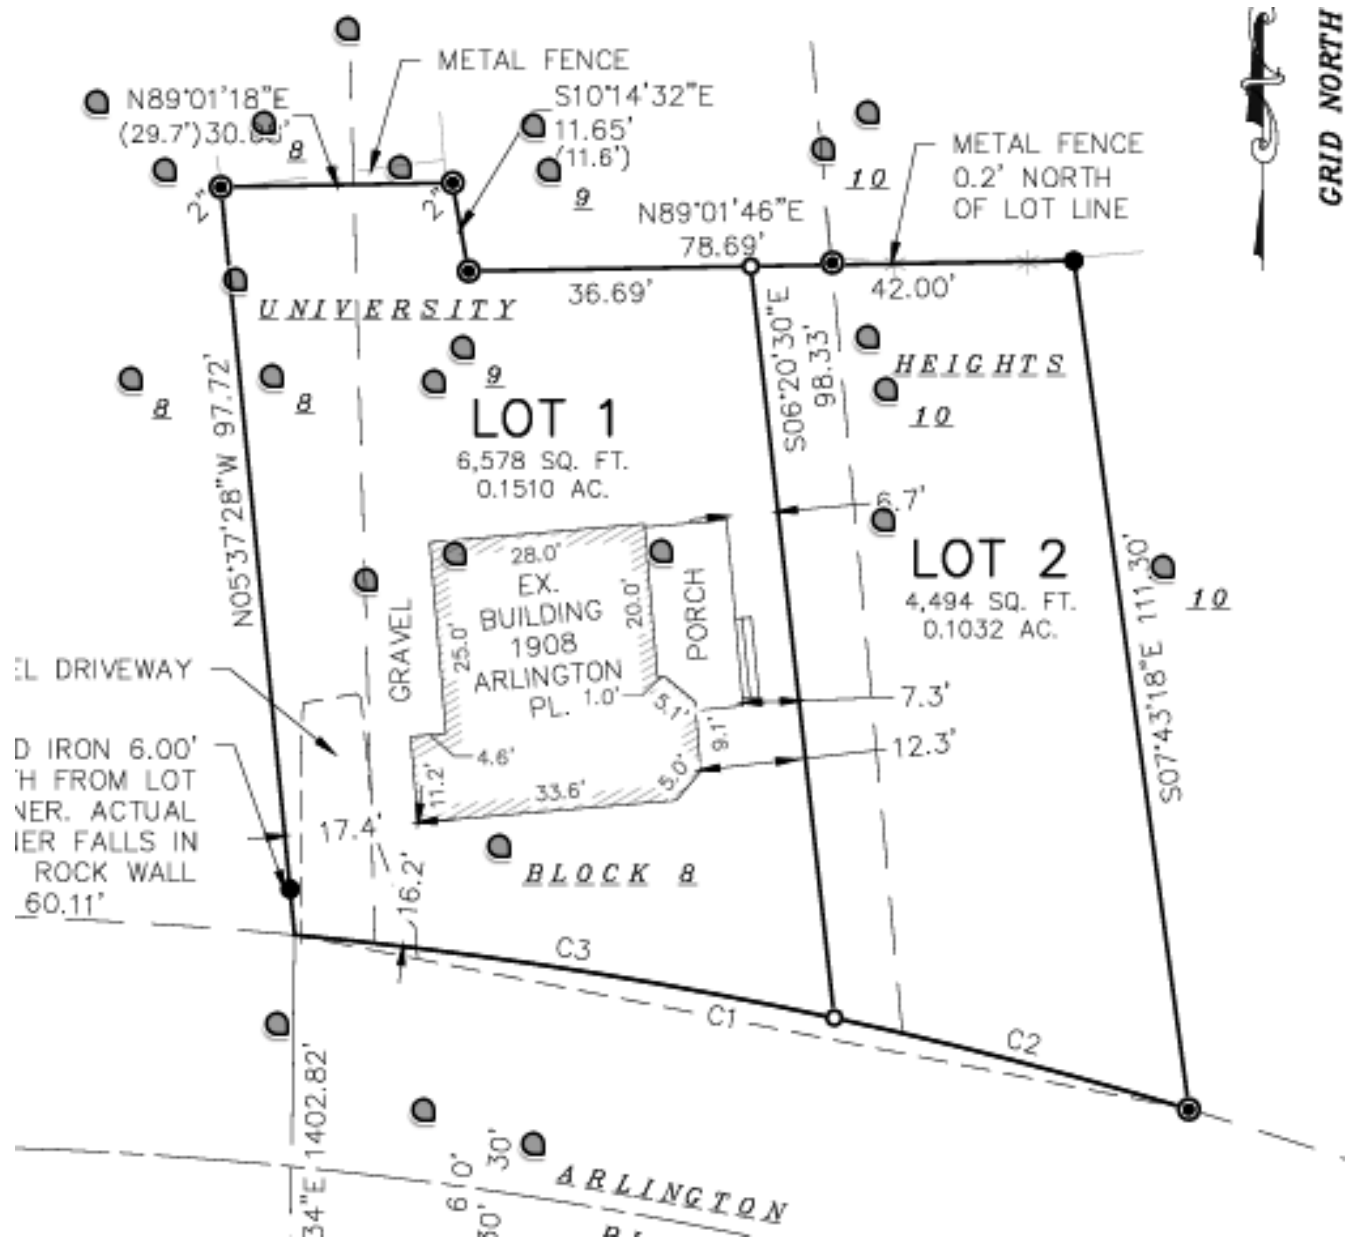 GRID NORTH
METAL FENCE
N89°01'18"E
(29.7')
8
S10°14'32"E
11.65'
(11.6')
9
10
METAL FENCE
0.2' NORTH
OF LOT LINE
2"
2"
N89°01'46"E
78.69'
36.69'
42.00'
UNIVERSITY
HEIGHTS
N05°37'28"W 97.72'
8
8
9
10
S06°20'30"E
98.33'
LOT 1
6,578 SQ. FT.
0.1510 AC.
6.7'
LOT 2
4,494 SQ. FT.
0.1032 AC.
S07°43'18"E 111.30'
10
28.0'
EX.
BUILDING
1908
ARLINGTON
PL.
25.0'
20.0'
PORCH
GRAVEL
1.0'
5.1'
9.1'
5.0'
4.6'
11.2'
33.6'
7.3'
12.3'
EL DRIVEWAY
D IRON 6.00'
TH FROM LOT
NER. ACTUAL
NER FALLS IN
ROCK WALL
60.11'
17.4'
16.2'
BLOCK 8
C3
C1
C2
34"E 1402.82'
60'
30'
30'
ARLINGTON